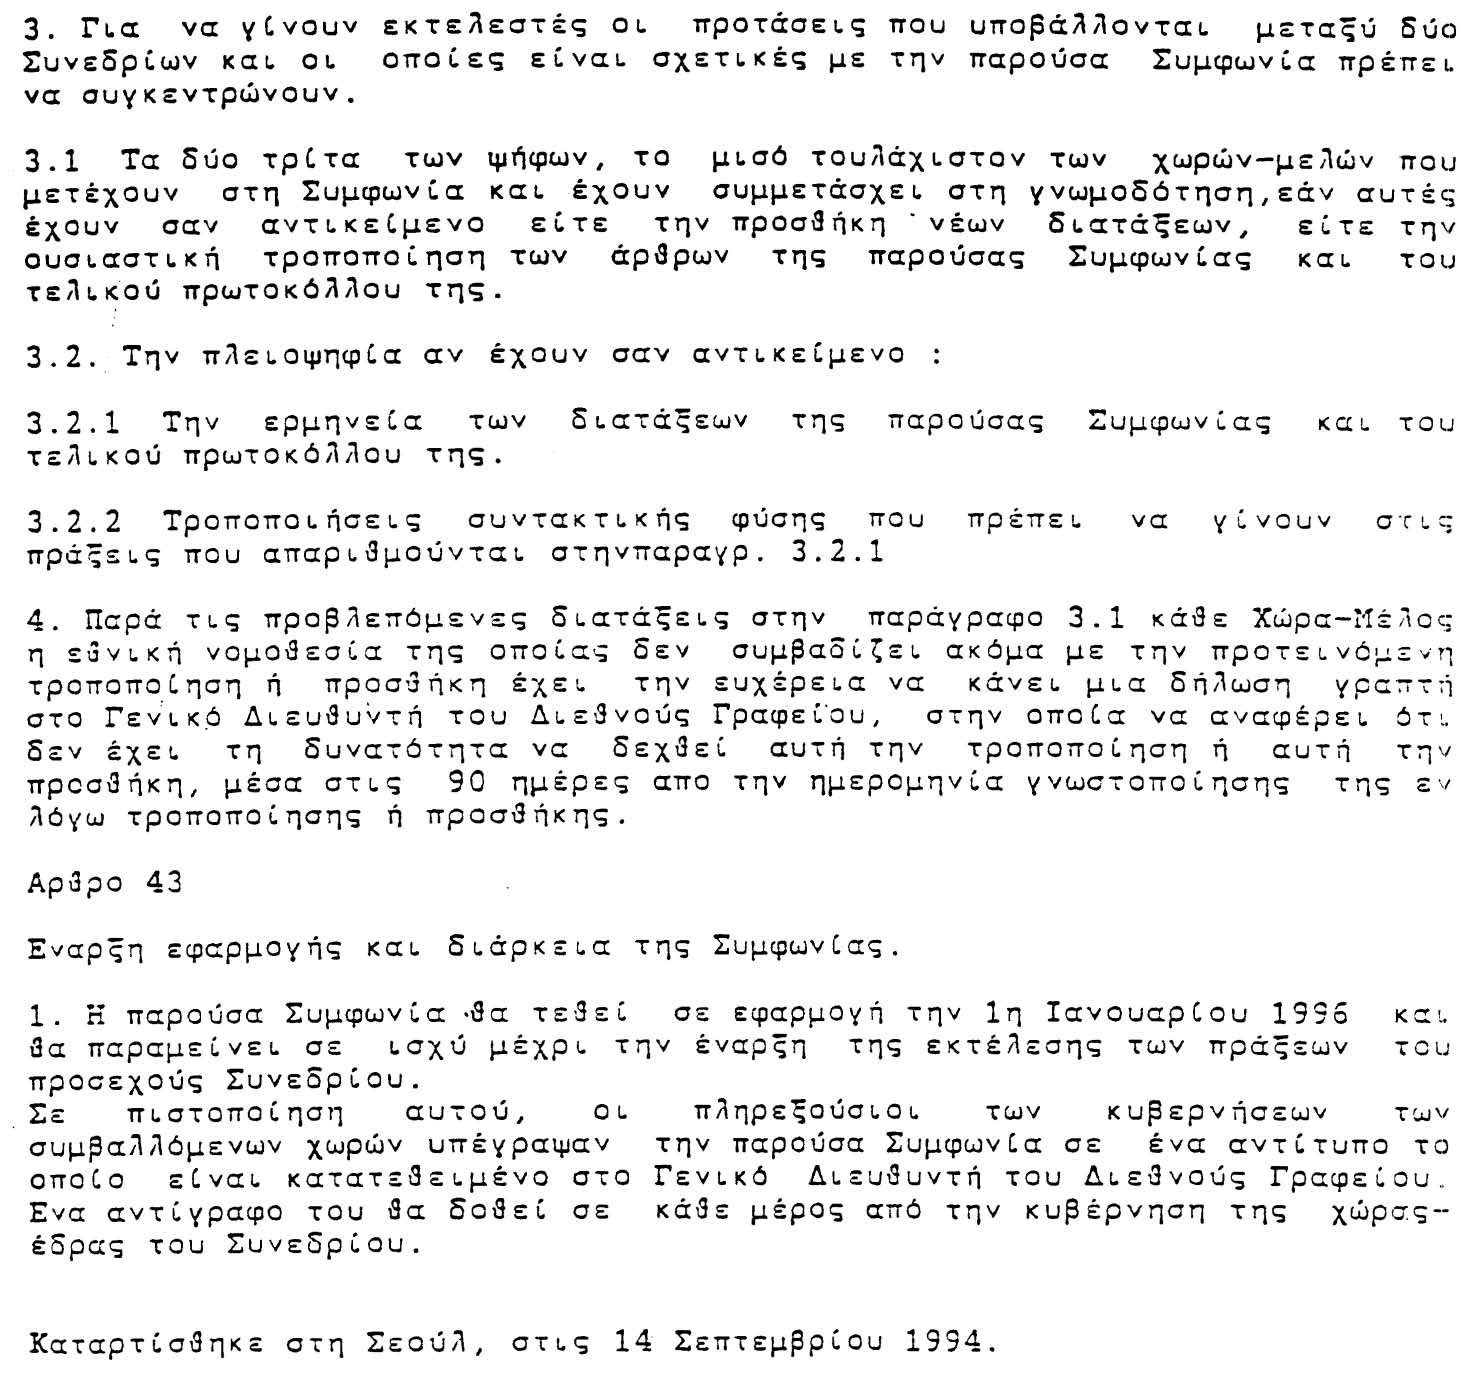 3. Για να γίνουν εκτελεστές οι προτάσεις που υποβάλλονται μεταξύ δύο
Συνεδρίων και οι οποίες είναι σχετικές με την παρούσα Συμφωνία πρέπει
να συγκεντρώνουν.
3.1 Τα δύο τρίτα των ψήφων, το μισό τουλάχιστον των χωρών-μελών που
μετέχουν στη Συμφωνία και έχουν συμμετάσχει στη γνωμοδότηση,εάν αυτές
έχουν σαν αντικείμενο είτε την προσθήκη νέων διατάξεων, είτε την
ουσιαστική τροποποίηση των άρθρων της παρούσας Συμφωνίας και του
τελικού πρωτοκόλλου της.
3.2. Την πλειοψηφία αν έχουν σαν αντικείμενο :
3.2.1 Την ερμηνεία των διατάξεων της παρούσας Συμφωνίας και του
τελικού πρωτοκόλλου της.
3.2.2 Τροποποιήσεις συντακτικής φύσης που πρέπει να γίνουν στις
πράξεις που απαριθμούνται στηνπαραγρ. 3.2.1
4. Παρά τις προβλεπόμενες διατάξεις στην παράγραφο 3.1 κάθε Χώρα-Μέλος
η εθνική νομοθεσία της οποίας δεν συμβαδίζει ακόμα με την προτεινόμενη
τροποποίηση ή προσθήκη έχει την ευχέρεια να κάνει μια δήλωση γραπτή
στο Γενικό Διευθυντή του Διεθνούς Γραφείου, στην οποία να αναφέρει ότι
δεν έχει τη δυνατότητα να δεχθεί αυτή την τροποποίηση ή αυτή την
προσθήκη, μέσα στις 90 ημέρες απο την ημερομηνία γνωστοποίησης της εν
λόγω τροποποίησης ή προσθήκης.
Αρθρο 43
Εναρξη εφαρμογής και διάρκεια της Συμφωνίας.
1. Η παρούσα Συμφωνία θα τεθεί σε εφαρμογή την 1η Ιανουαρίου 1996 και
θα παραμείνει σε ισχύ μέχρι την έναρξη της εκτέλεσης των πράξεων του
προσεχούς Συνεδρίου.
Σε πιστοποίηση αυτού, οι πληρεξούσιοι των κυβερνήσεων των
συμβαλλόμενων χωρών υπέγραψαν την παρούσα Συμφωνία σε ένα αντίτυπο το
οποίο είναι κατατεθειμένο στο Γενικό Διευθυντή του Διεθνούς Γραφείου.
Ενα αντίγραφο του θα δοθεί σε κάθε μέρος από την κυβέρνηση της χώρας-
έδρας του Συνεδρίου.
Καταρτίσθηκε στη Σεούλ, στις 14 Σεπτεμβρίου 1994.